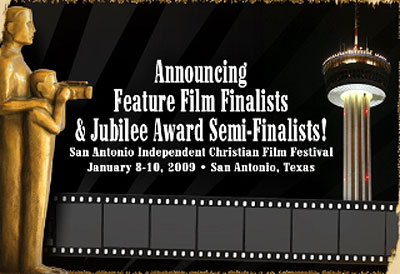 Announcing
Feature Film Finalists
& Jubilee Award Semi-Finalists!
San Antonio Independent Christian Film Festival
January 8-10, 2009 • San Antonio, Texas